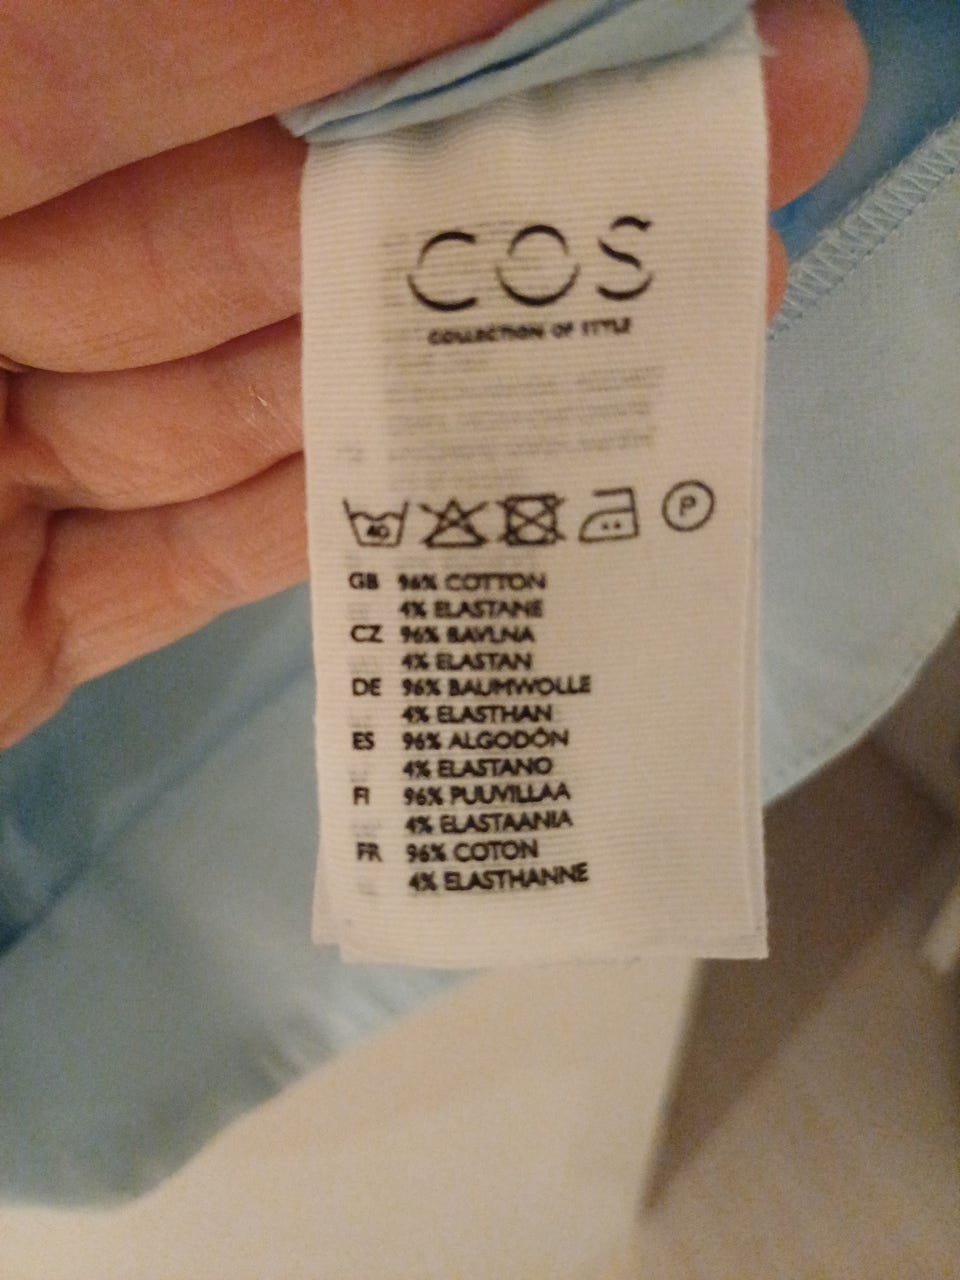 COS
COLLECTION OF STYLE
40
P
GB 96% COTTON
4% ELASTANE
CZ 96% BAVLNA
4% ELASTAN
DE 96% BAUMWOLLE
4% ELASTHAN
ES 96% ALGODÓN
4% ELASTANO
FI 96% PUUVILLAA
4% ELASTAANIA
FR 96% COTON
4% ELASTHANNE